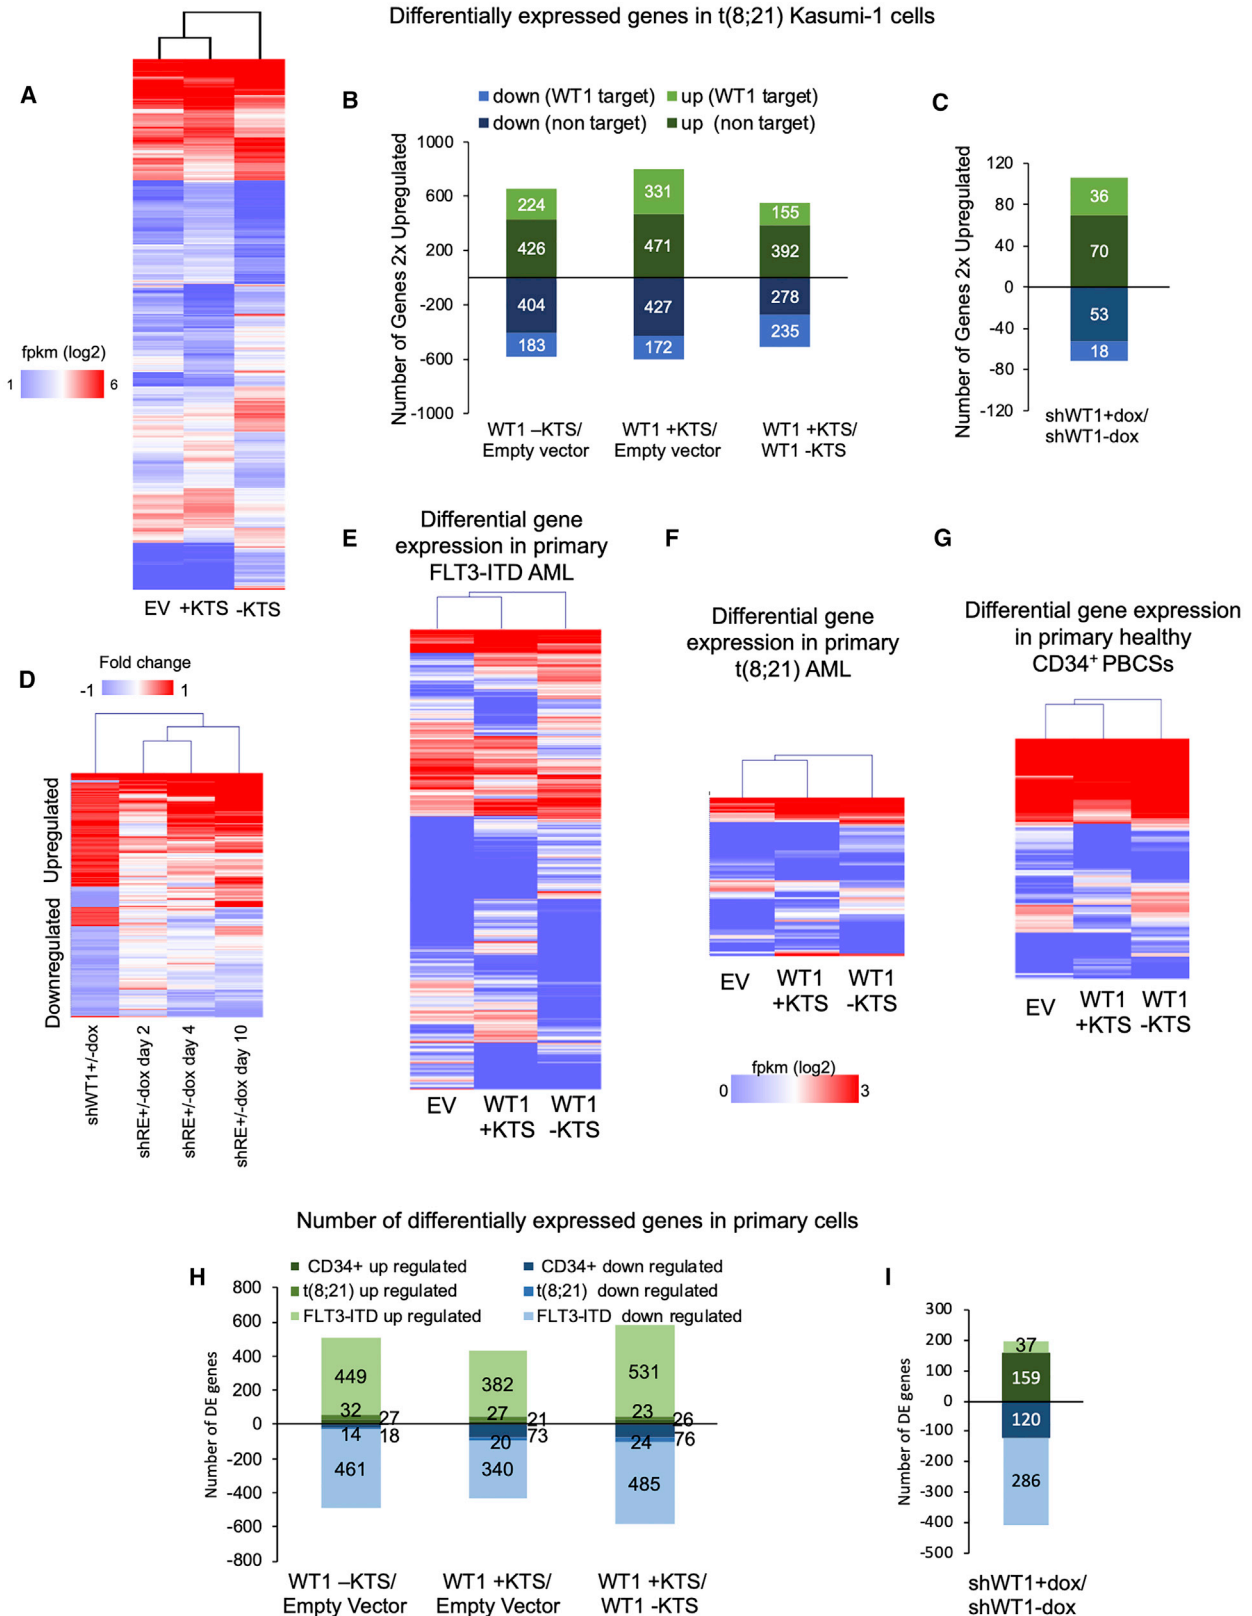 Differentially expressed genes in t(8;21) Kasumi-1 cells
A
fpkm (log2)
1
6
EV +KTS -KTS
B
down (WT1 target)
up (WT1 target)
down (non target)
up (non target)
Number of Genes 2x Upregulated
1000
600
200
-200
-600
-1000
224
426
404
183
331
471
427
172
155
392
278
235
WT1 –KTS/
Empty vector
WT1 +KTS/
Empty vector
WT1 +KTS/
WT1 -KTS
C
Number of Genes 2x Upregulated
120
80
40
0
-40
-80
-120
36
70
53
18
shWT1+dox/
shWT1-dox
D
Fold change
-1
1
Upregulated
Downregulated
shWT1+/-dox
shRE+/-dox day 2
shRE+/-dox day 4
shRE+/-dox day 10
E
Differential gene
expression in primary
FLT3-ITD AML
EV
WT1
+KTS
WT1
-KTS
F
Differential gene
expression in primary
t(8;21) AML
EV
WT1
+KTS
WT1
-KTS
fpkm (log2)
0
3
G
Differential gene expression
in primary healthy
CD34+ PBCSs
EV
WT1
+KTS
WT1
-KTS
Number of differentially expressed genes in primary cells
H
CD34+ up regulated
CD34+ down regulated
t(8;21) up regulated
t(8;21) down regulated
FLT3-ITD up regulated
FLT3-ITD down regulated
Number of DE genes
800
600
400
200
0
-200
-400
-600
-800
449
32
27
14
18
461
382
27
21
20
73
340
531
23
26
24
76
485
WT1 –KTS/
Empty Vector
WT1 +KTS/
Empty Vector
WT1 +KTS/
WT1 -KTS
I
Number of DE genes
300
200
100
0
-100
-200
-300
-400
-500
37
159
120
286
shWT1+dox/
shWT1-dox